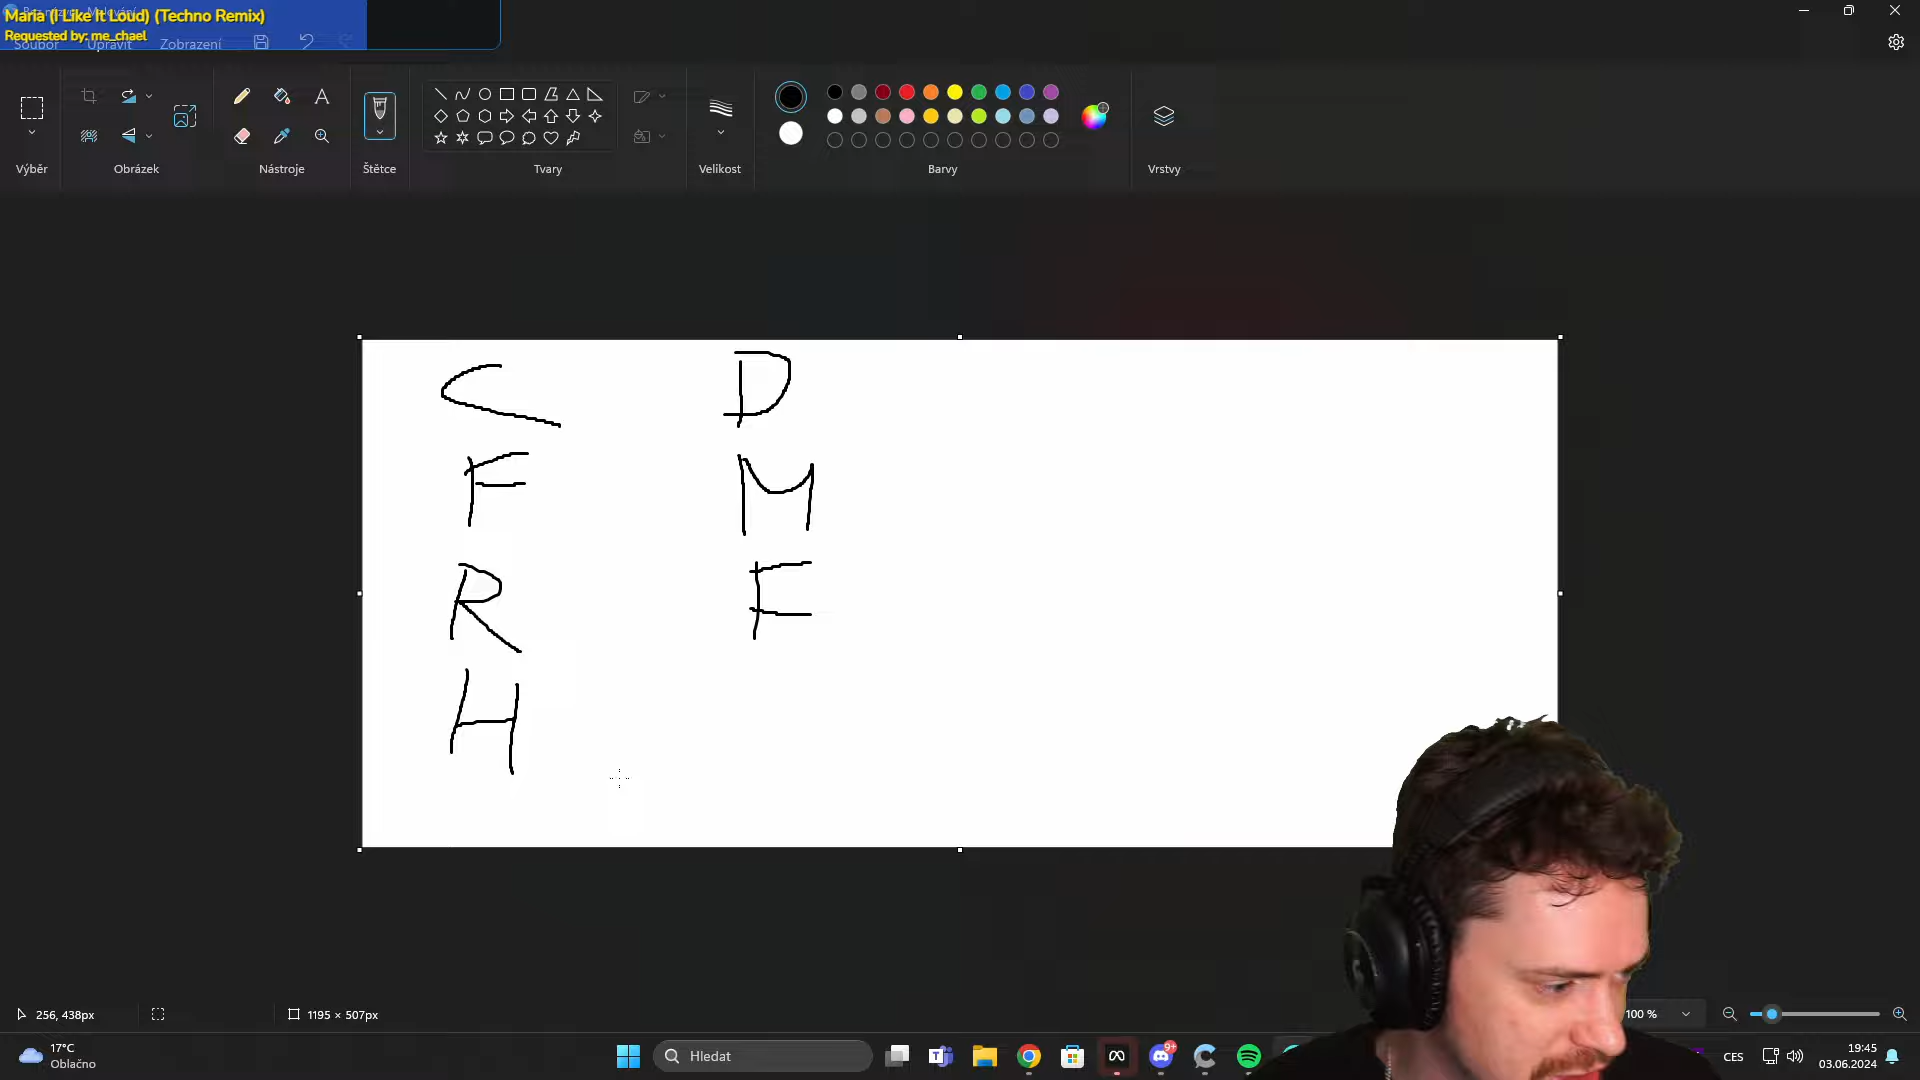 Maria (I Like It Loud) (Techno Remix)
Requested by: me_chael
Soubor Upravit Zobrazení
Výběr
Obrázek
Nástroje
Štětce
Tvary
Velikost
Barvy
Vrstvy
C D
F M
R F
H
256, 438px
1195 × 507px
100 %
17°C
Oblačno
Hledat
9+
CES
19:45
03.06.2024